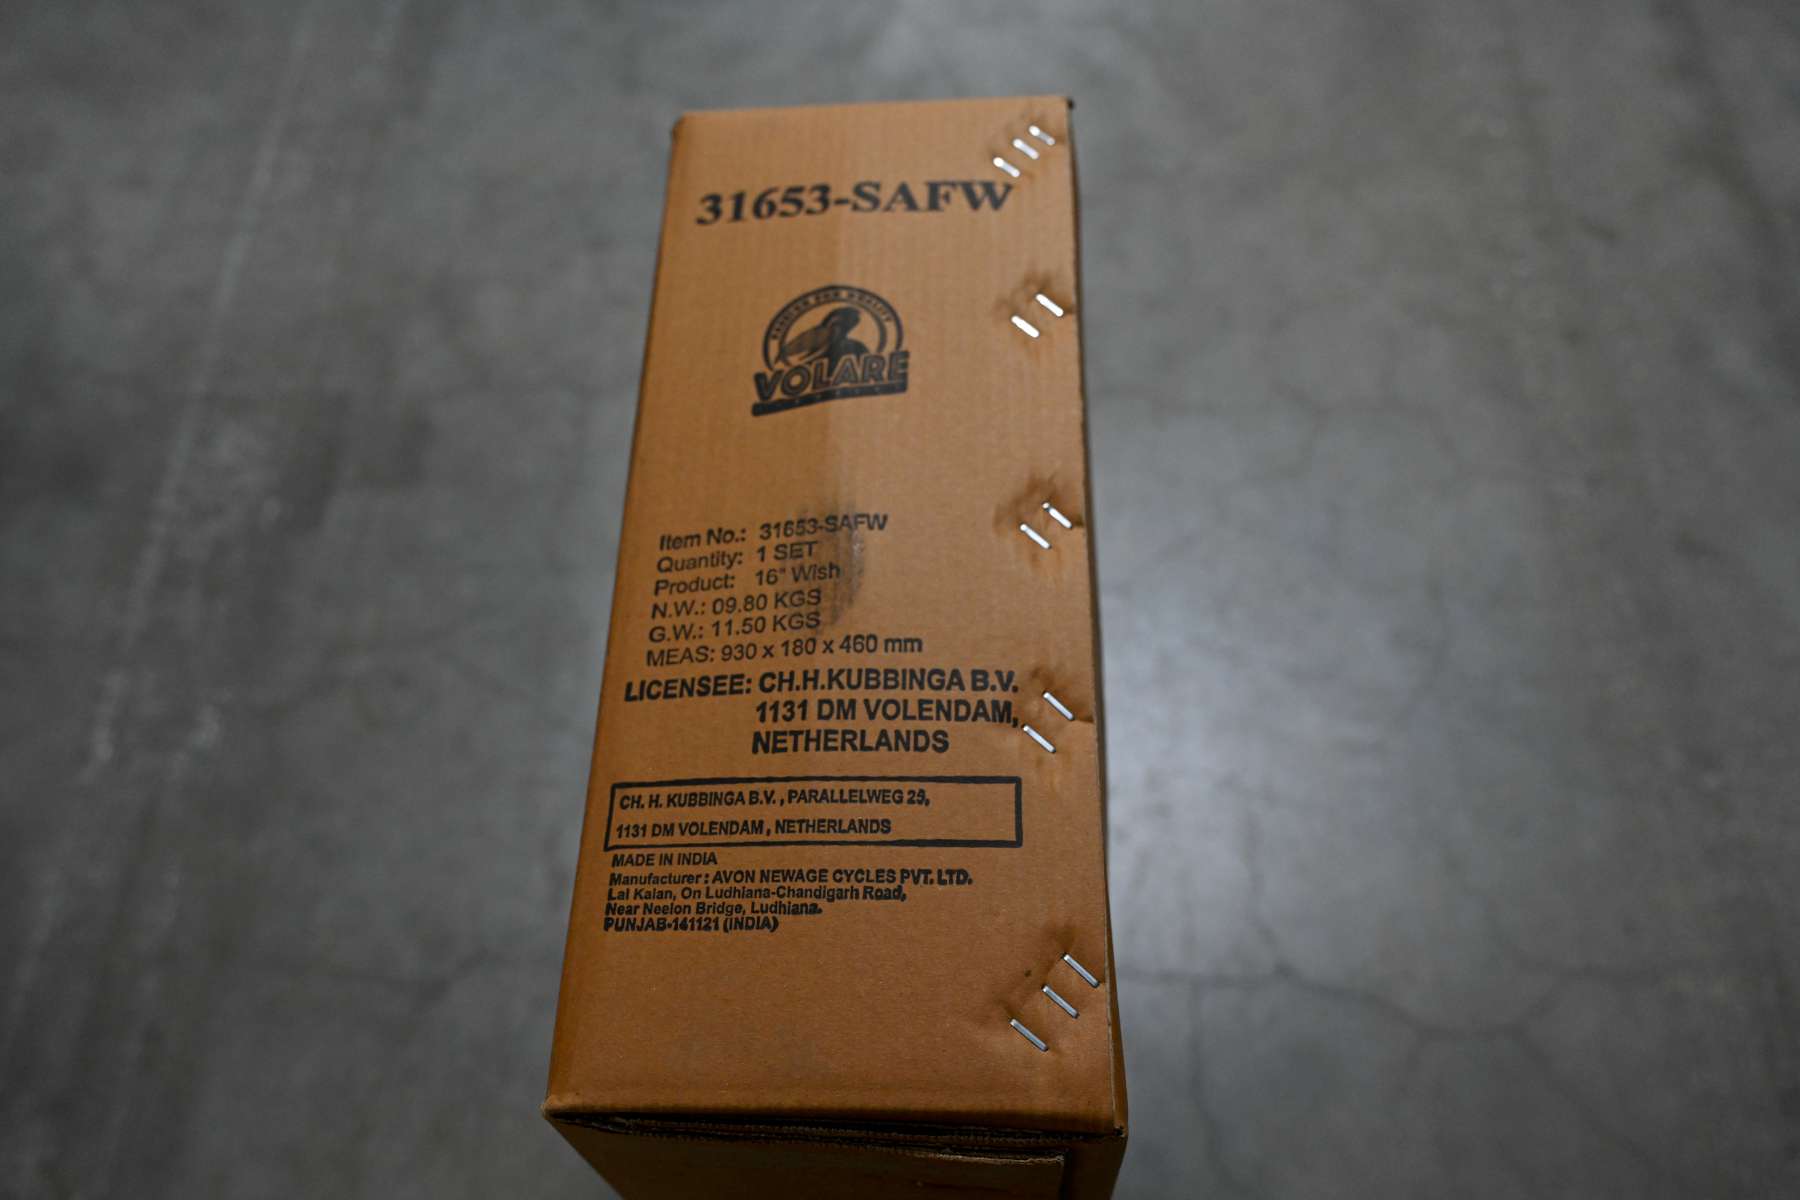 31653-SAFW
VOLARE
Item No.: 31653-SAFW
Quantity: 1 SET
Product: 16" Wish
N.W.: 09.80 KGS
G.W.: 11.50 KGS
MEAS: 930 x 180 x 460 mm
LICENSEE: CH.H.KUBBINGA B.V.
1131 DM VOLENDAM,
NETHERLANDS
CH. H. KUBBINGA B.V. , PARALLELWEG 25,
1131 DM VOLENDAM , NETHERLANDS
MADE IN INDIA
Manufacturer : AVON NEWAGE CYCLES PVT. LTD.
Lal Kalan, On Ludhiana-Chandigarh Road,
Near Neelon Bridge, Ludhiana.
PUNJAB-141121 (INDIA)